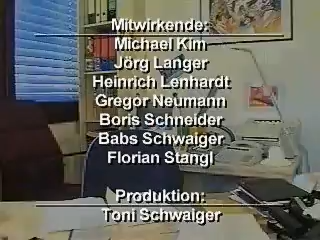 Mitwirkende:
Michael Kim
Jörg Langer
Heinrich Lenhardt
Gregor Neumann
Boris Schneider
Babs Schwaiger
Florian Stangl
Produktion:
Toni Schwaiger